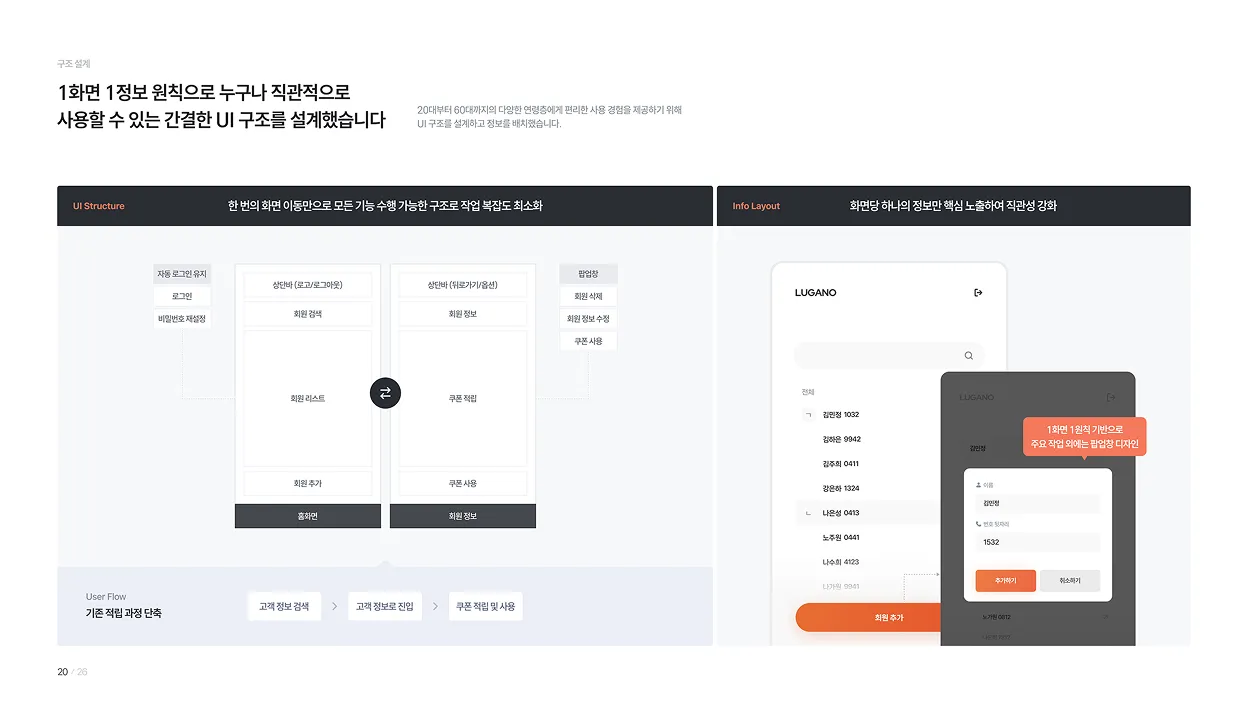 구조 설계
1화면 1정보 원칙으로 누구나 직관적으로
사용할 수 있는 간결한 UI 구조를 설계했습니다
20대부터 60대까지의 다양한 연령층에게 편리한 사용 경험을 제공하기 위해
UI 구조를 설계하고 정보를 배치했습니다.
UI Structure
한 번의 화면 이동만으로 모든 기능 수행 가능한 구조로 작업 복잡도 최소화
자동 로그인 유지
로그인
비밀번호 재설정
상단바 (로고/로그아웃)
회원 검색
회원 리스트
회원 추가
홈화면
상단바 (뒤로가기/옵션)
회원 정보
쿠폰 적립
쿠폰 사용
회원 정보
팝업창
회원 삭제
회원 정보 수정
쿠폰 사용
User Flow
기존 적립 과정 단축
고객 정보 검색
고객 정보로 진입
쿠폰 적립 및 사용
Info Layout
화면당 하나의 정보만 핵심 노출하여 직관성 강화
LUGANO
전체
ㄱ
김민정 1032
김하은 9942
김주희 0411
강은하 1324
ㄴ
나은성 0413
노주원 0441
나수희 4123
나가원 9941
회원 추가
LUGANO
김민정
1화면 1원칙 기반으로
주요 작업 외에는 팝업창 디자인
이름
김민정
번호 뒷자리
1532
추가하기
취소하기
노가원 0812
20 / 26